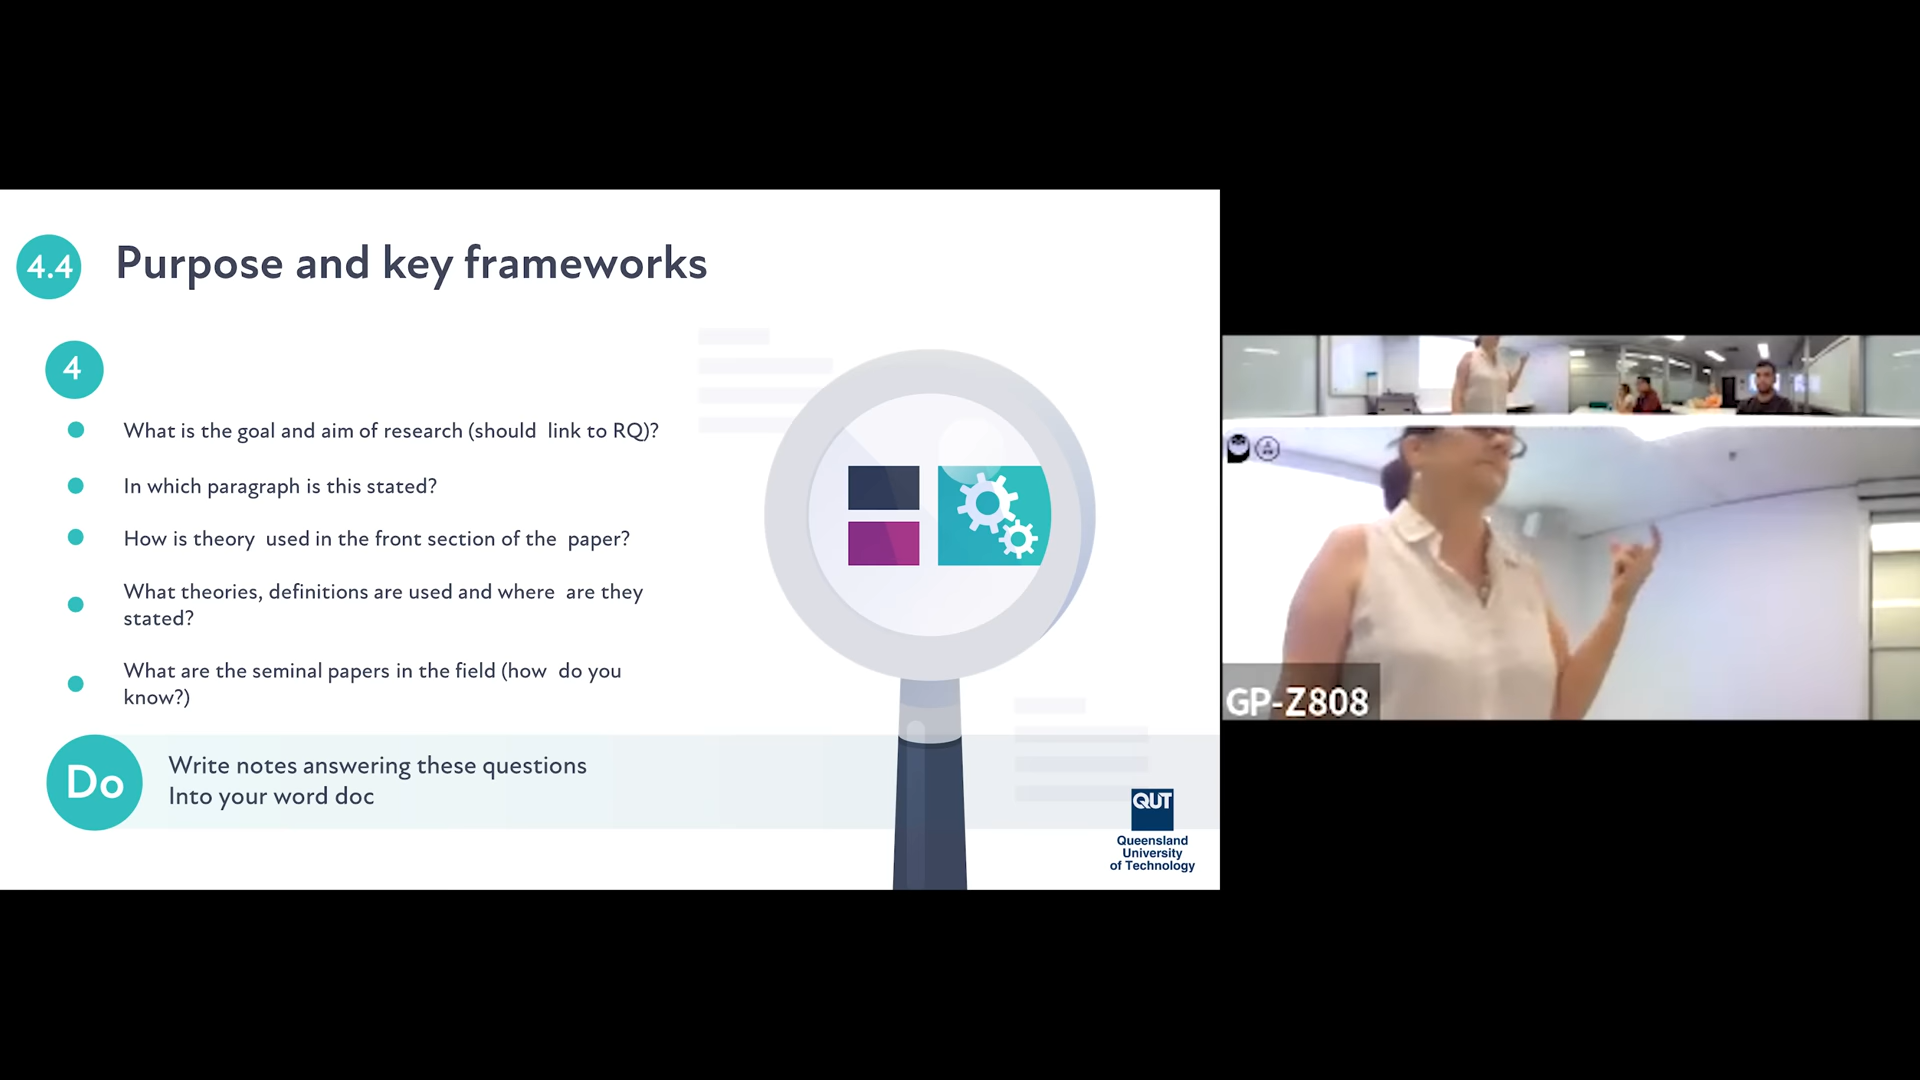 4.4
Purpose and key frameworks
4
What is the goal and aim of research (should link to RQ)?
In which paragraph is this stated?
How is theory used in the front section of the paper?
What theories, definitions are used and where are they
stated?
What are the seminal papers in the field (how do you
know?)
Do
Write notes answering these questions
Into your word doc
QUT
Queensland
University
of Technology
GP-Z808